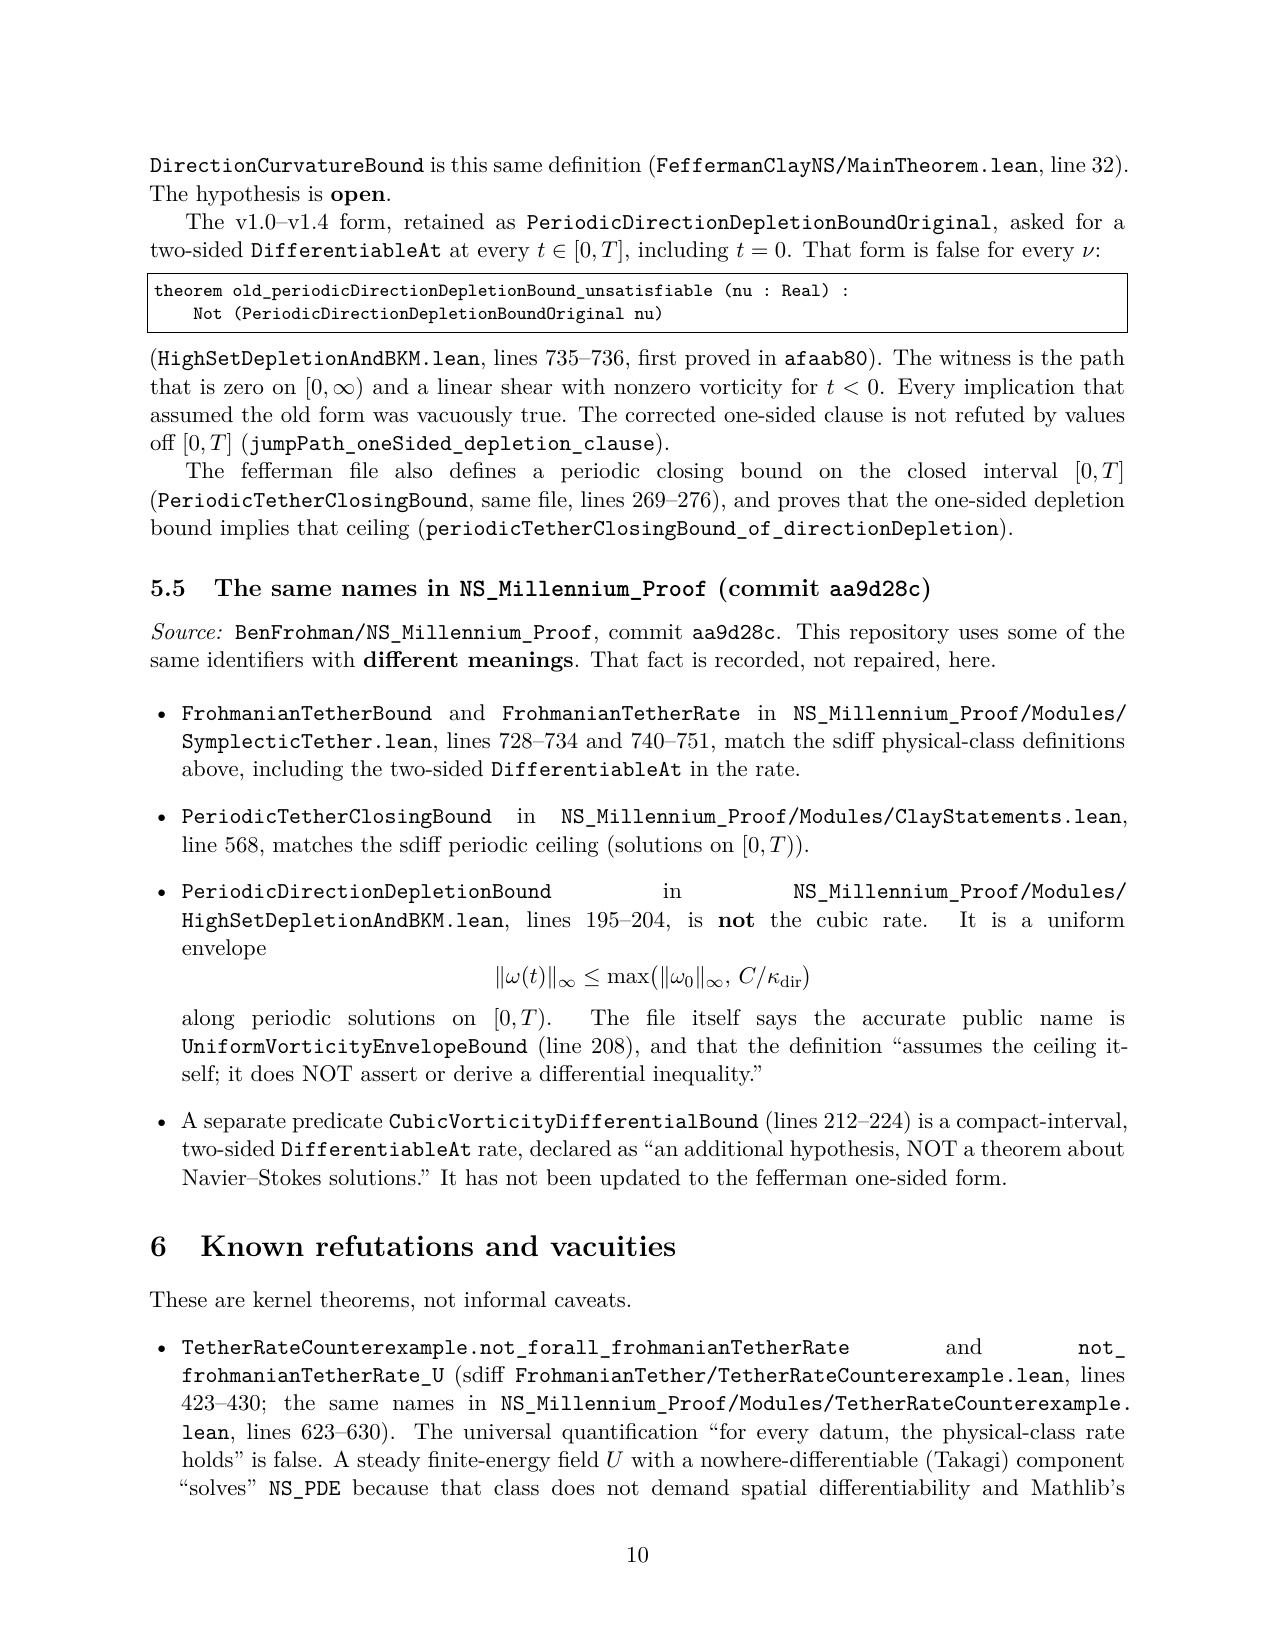 DirectionCurvatureBound is this same definition (FeffermanClayNS/MainTheorem.lean, line 32).
The hypothesis is open.
The v1.0–v1.4 form, retained as PeriodicDirectionDepletionBoundOriginal, asked for a
two-sided DifferentiableAt at every t ∈ [0, T], including t = 0. That form is false for every ν:
theorem old_periodicDirectionDepletionBound_unsatisfiable (nu : Real) :
    Not (PeriodicDirectionDepletionBoundOriginal nu)
(HighSetDepletionAndBKM.lean, lines 735–736, first proved in afaab80). The witness is the path
that is zero on [0, ∞) and a linear shear with nonzero vorticity for t < 0. Every implication that
assumed the old form was vacuously true. The corrected one-sided clause is not refuted by values
off [0, T] (jumpPath_oneSided_depletion_clause).
The fefferman file also defines a periodic closing bound on the closed interval [0, T]
(PeriodicTetherClosingBound, same file, lines 269–276), and proves that the one-sided depletion
bound implies that ceiling (periodicTetherClosingBound_of_directionDepletion).
5.5 The same names in NS_Millennium_Proof (commit aa9d28c)
Source: BenFrohman/NS_Millennium_Proof, commit aa9d28c. This repository uses some of the
same identifiers with different meanings. That fact is recorded, not repaired, here.
• FrohmanianTetherBound and FrohmanianTetherRate in NS_Millennium_Proof/Modules/
SymplecticTether.lean, lines 728–734 and 740–751, match the sdiff physical-class definitions
above, including the two-sided DifferentiableAt in the rate.
• PeriodicTetherClosingBound in NS_Millennium_Proof/Modules/ClayStatements.lean,
line 568, matches the sdiff periodic ceiling (solutions on [0, T)).
• PeriodicDirectionDepletionBound in NS_Millennium_Proof/Modules/
HighSetDepletionAndBKM.lean, lines 195–204, is not the cubic rate. It is a uniform
envelope
‖ω(t)‖∞ ≤ max(‖ω₀‖∞, C/κ_dir)
along periodic solutions on [0, T). The file itself says the accurate public name is
UniformVorticityEnvelopeBound (line 208), and that the definition “assumes the ceiling it-
self; it does NOT assert or derive a differential inequality.”
• A separate predicate CubicVorticityDifferentialBound (lines 212–224) is a compact-interval,
two-sided DifferentiableAt rate, declared as “an additional hypothesis, NOT a theorem about
Navier–Stokes solutions.” It has not been updated to the fefferman one-sided form.
6 Known refutations and vacuities
These are kernel theorems, not informal caveats.
• TetherRateCounterexample.not_forall_frohmanianTetherRate and not_
frohmanianTetherRate_U (sdiff FrohmanianTether/TetherRateCounterexample.lean, lines
423–430; the same names in NS_Millennium_Proof/Modules/TetherRateCounterexample.
lean, lines 623–630). The universal quantification “for every datum, the physical-class rate
holds” is false. A steady finite-energy field U with a nowhere-differentiable (Takagi) component
“solves” NS_PDE because that class does not demand spatial differentiability and Mathlib’s
10